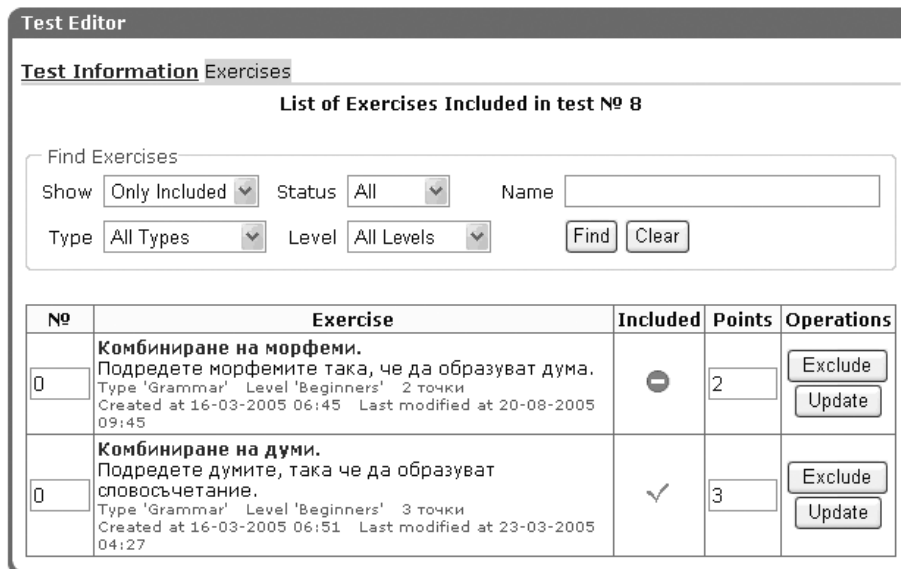 Test Editor
Test Information Exercises
List of Exercises Included in test № 8
Find Exercises
Show Only Included Status All Name
Type All Types Level All Levels Find Clear
№ Exercise Included Points Operations
Комбиниране на морфеми.
Подредете морфемите така, че да образуват дума.
Type 'Grammar' Level 'Beginners' 2 точки
Created at 16-03-2005 06:45 Last modified at 20-08-2005
09:45
0 2 Exclude
Update
Комбиниране на думи.
Подредете думите, така че да образуват
словосъчетание.
Type 'Grammar' Level 'Beginners' 3 точки
Created at 16-03-2005 06:51 Last modified at 23-03-2005
04:27
0 3 Exclude
Update